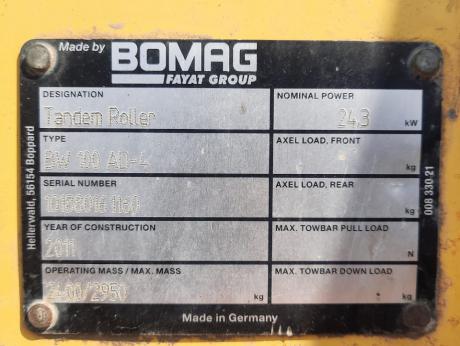 Made by BOMAG
FAYAT GROUP
DESIGNATION
Tandem Roller
NOMINAL POWER
24.3 kW
TYPE
BW 100 AD-4
AXEL LOAD, FRONT
kg
SERIAL NUMBER
AXEL LOAD, REAR
kg
YEAR OF CONSTRUCTION
2011
MAX. TOWBAR PULL LOAD
N
OPERATING MASS / MAX. MASS
2400/2950 kg
MAX. TOWBAR DOWN LOAD
kg
Made in Germany
Hellerwald, 56154 Boppard
008 330 21